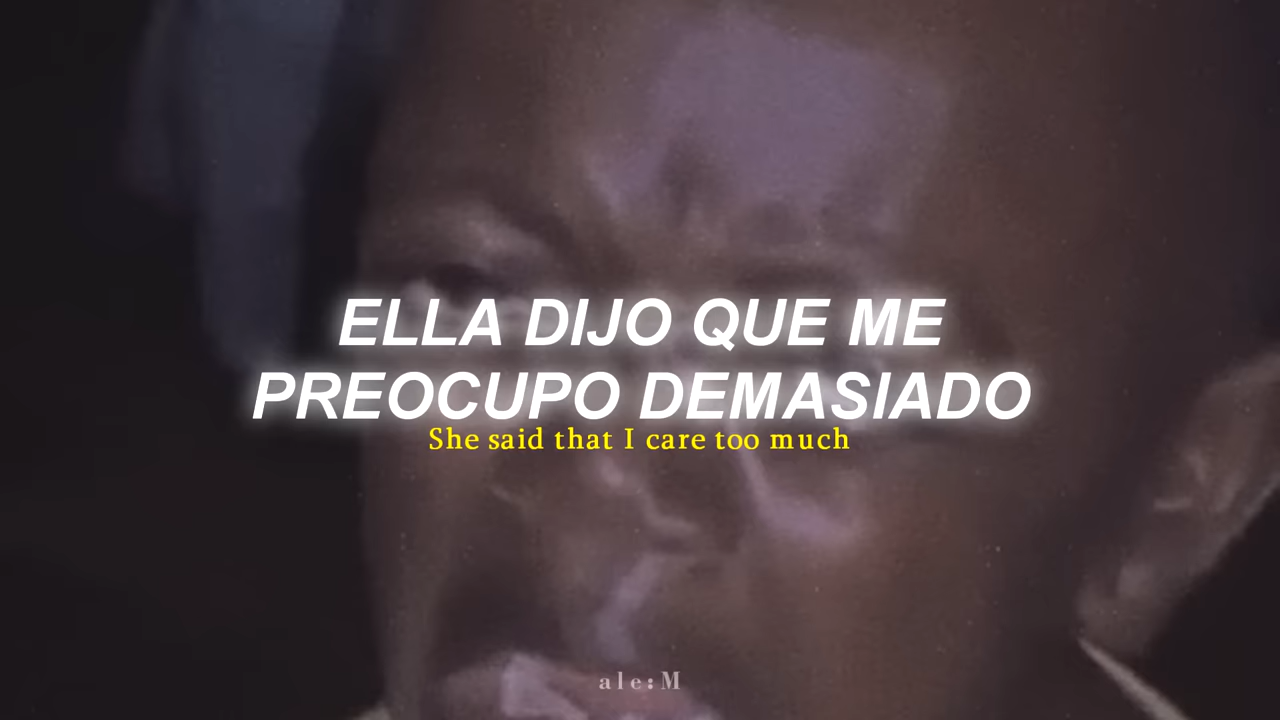 ELLA DIJO QUE ME
PREOCUPO DEMASIADO
She said that I care too much
ale:M